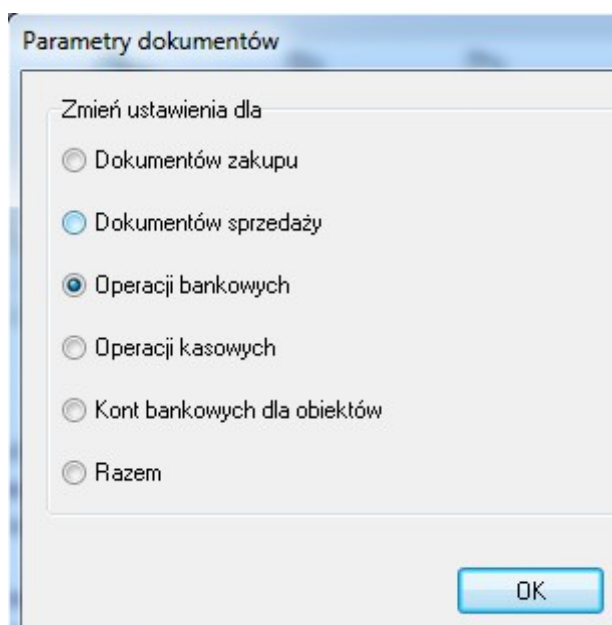 Parametry dokumentów
Zmień ustawienia dla
Dokumentów zakupu
Dokumentów sprzedaży
Operacji bankowych
Operacji kasowych
Kont bankowych dla obiektów
Razem
OK